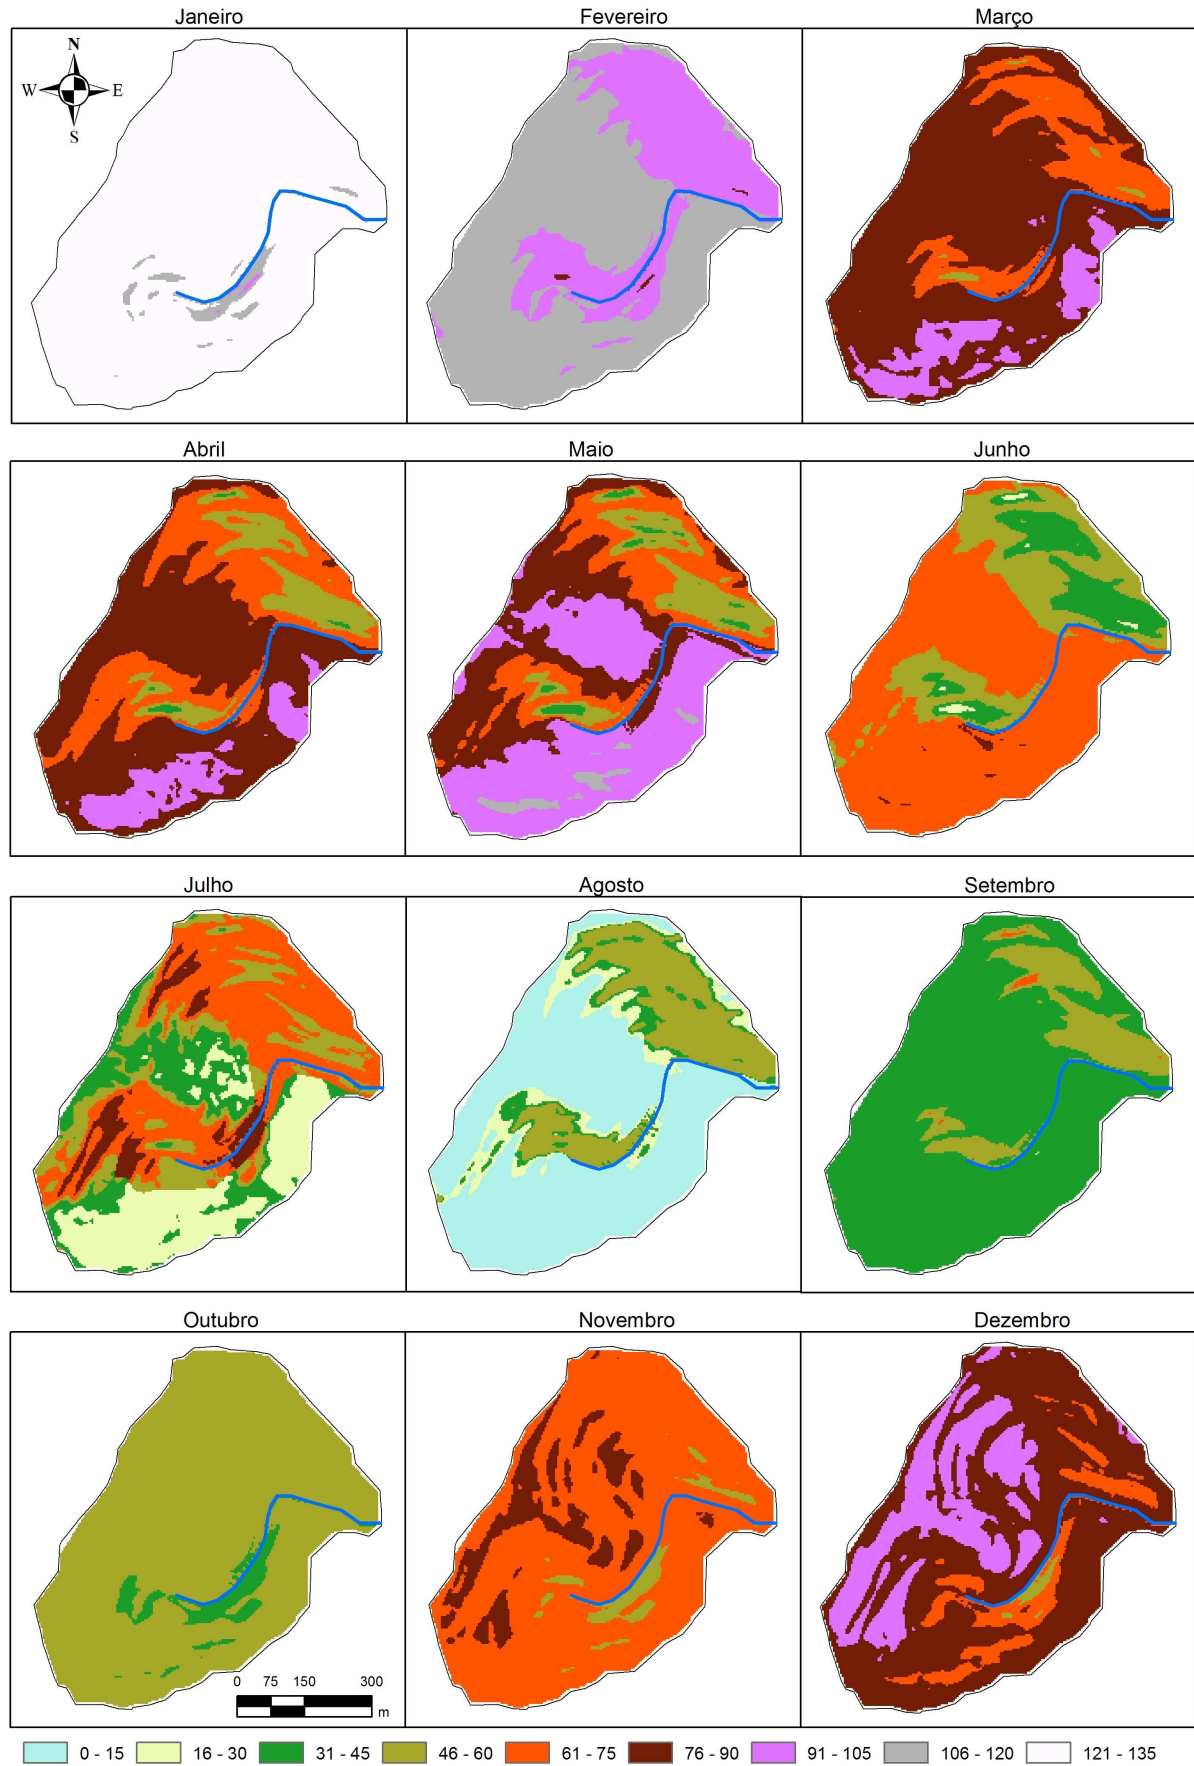 Janeiro Fevereiro Março
N
W E
S
Abril Maio Junho
Julho Agosto Setembro
Outubro Novembro Dezembro
0 75 150 300
m
0 - 15 16 - 30 31 - 45 46 - 60 61 - 75 76 - 90 91 - 105 106 - 120 121 - 135